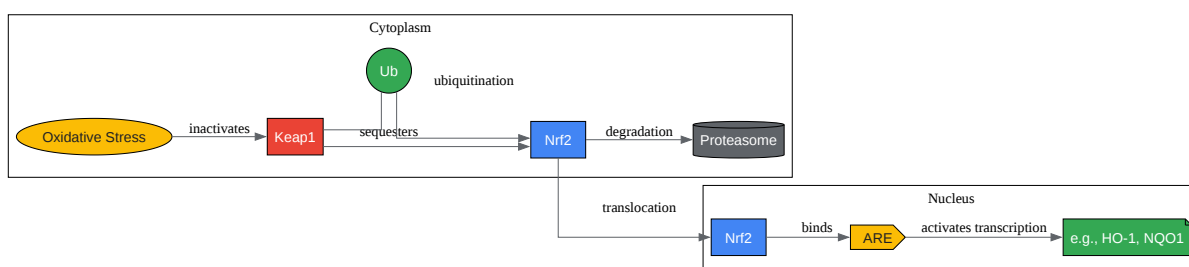 Cytoplasm
Ub
ubiquitination
Oxidative Stress
inactivates
Keap1
sequesters
Nrf2
degradation
Proteasome
translocation
Nucleus
Nrf2
binds
ARE
activates transcription
e.g., HO-1, NQO1